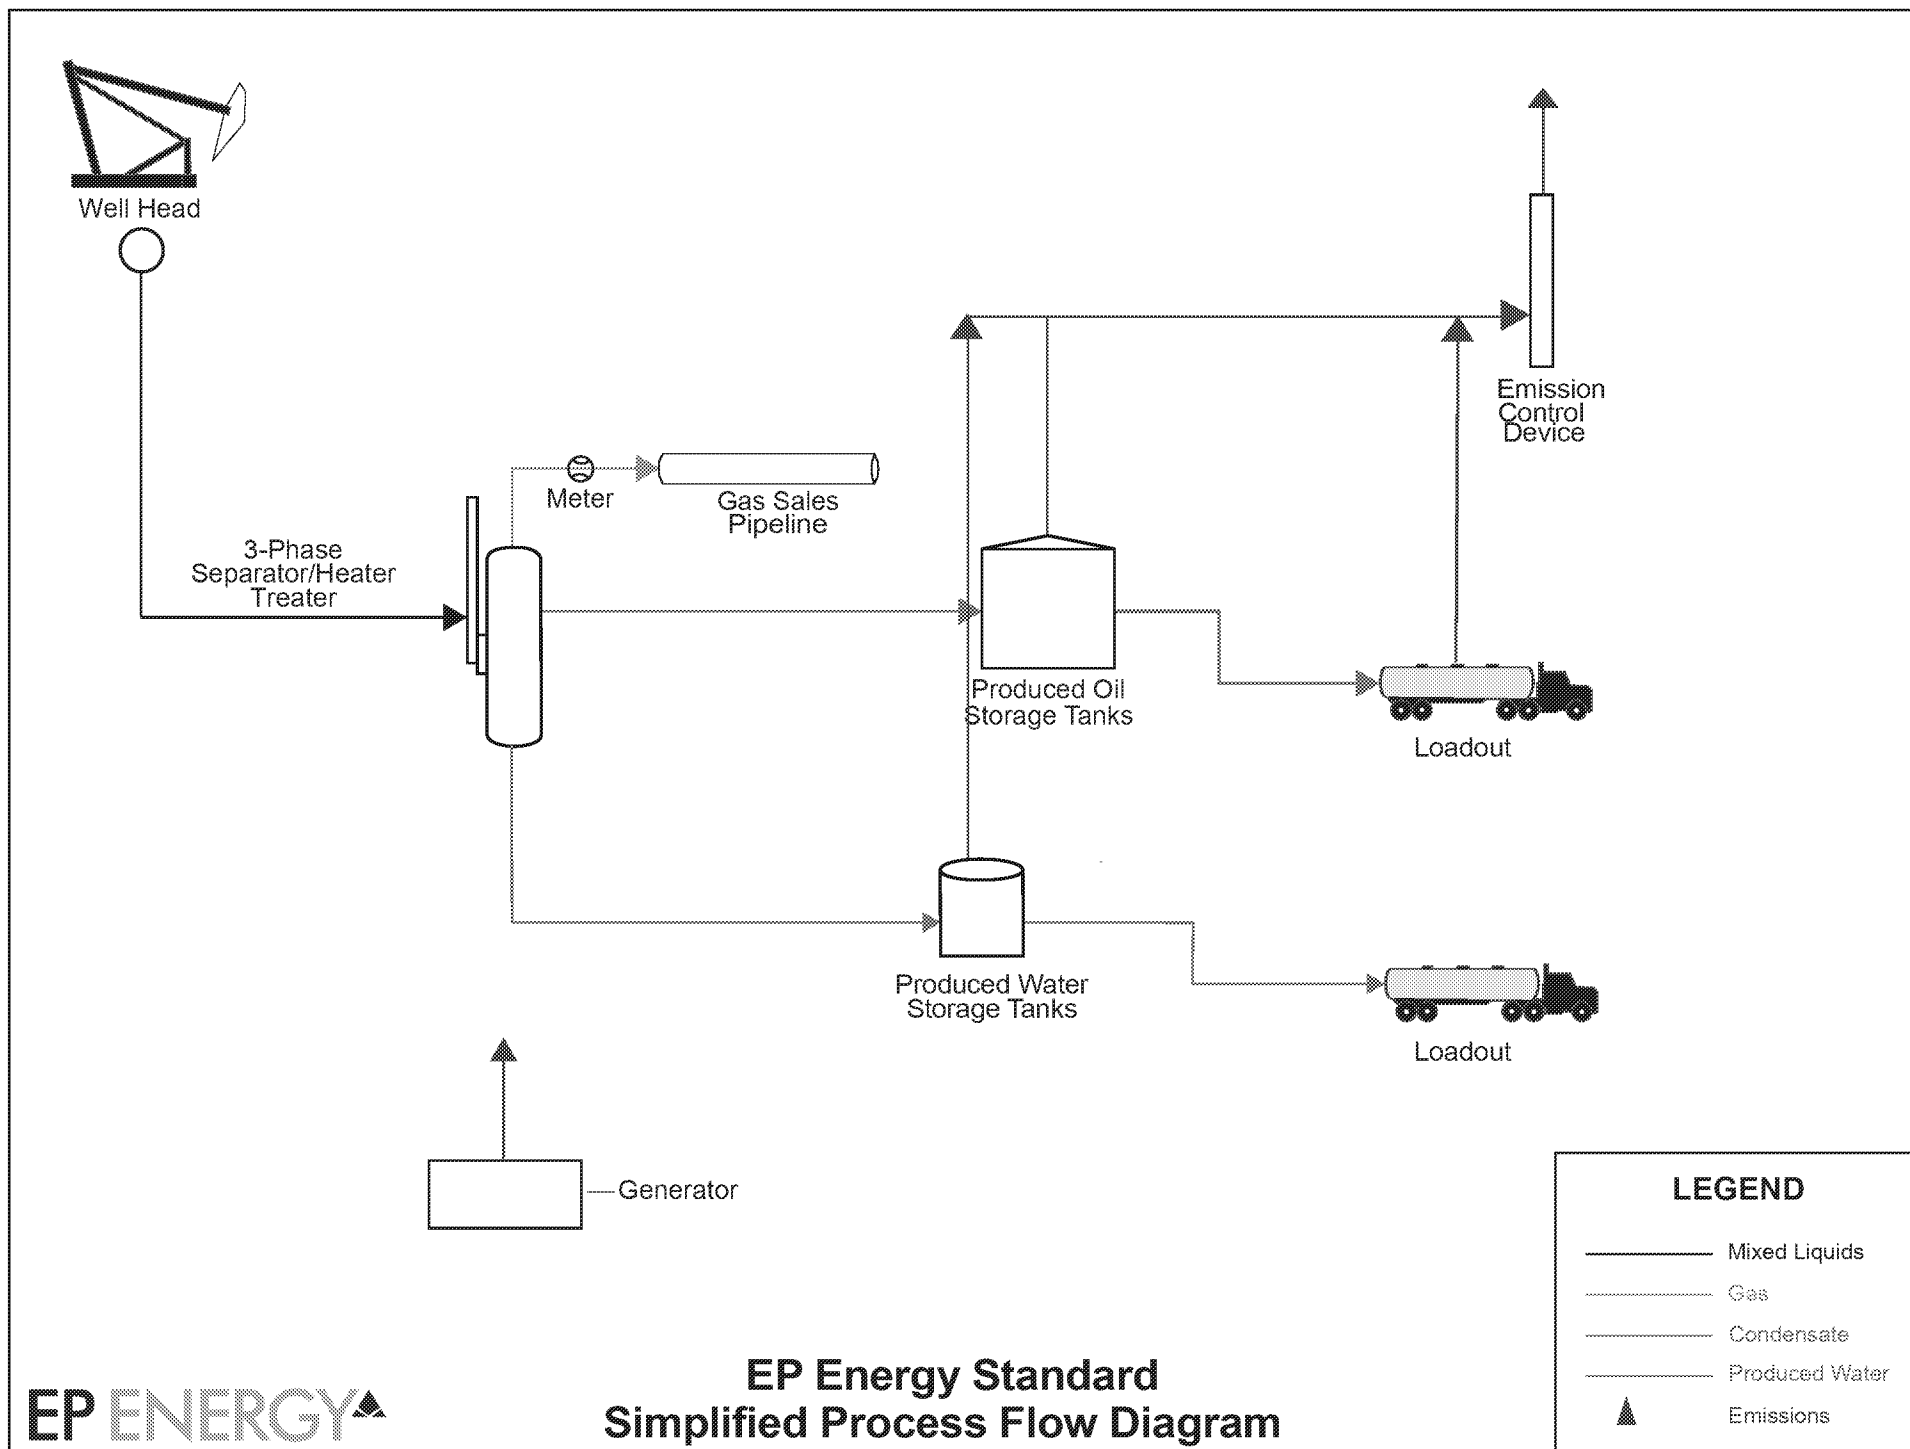 Well Head
Emission
Control
Device
Meter
Gas Sales
Pipeline
3-Phase
Separator/Heater
Treater
Produced Oil
Storage Tanks
Loadout
Produced Water
Storage Tanks
Loadout
Generator
LEGEND
Mixed Liquids
Gas
Condensate
Produced Water
Emissions
EP ENERGY
EP Energy Standard
Simplified Process Flow Diagram